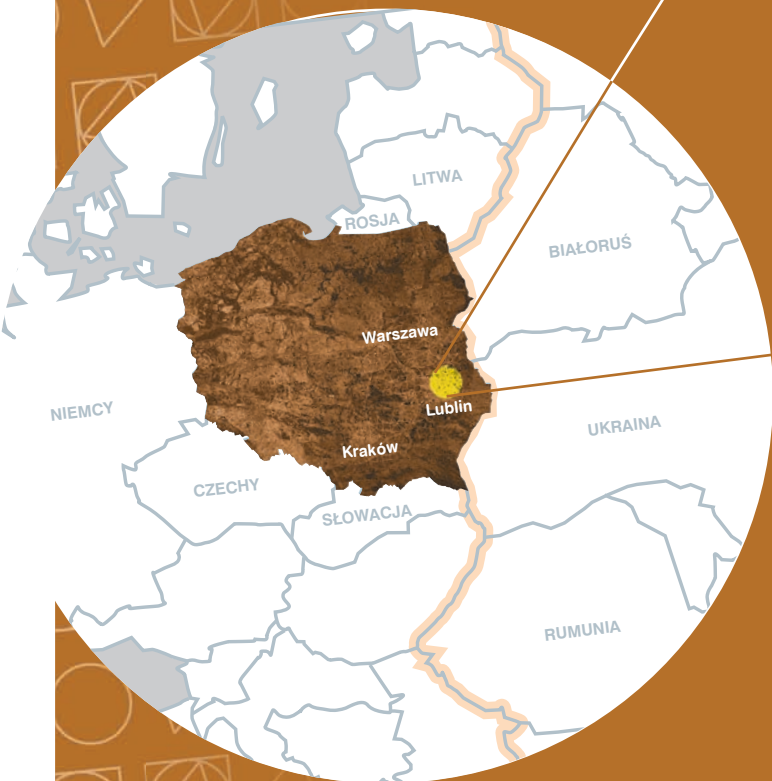 LITWA
ROSJA
BIAŁORUŚ
Warszawa
NIEMCY
Lublin
UKRAINA
Kraków
CZECHY
SŁOWACJA
RUMUNIA